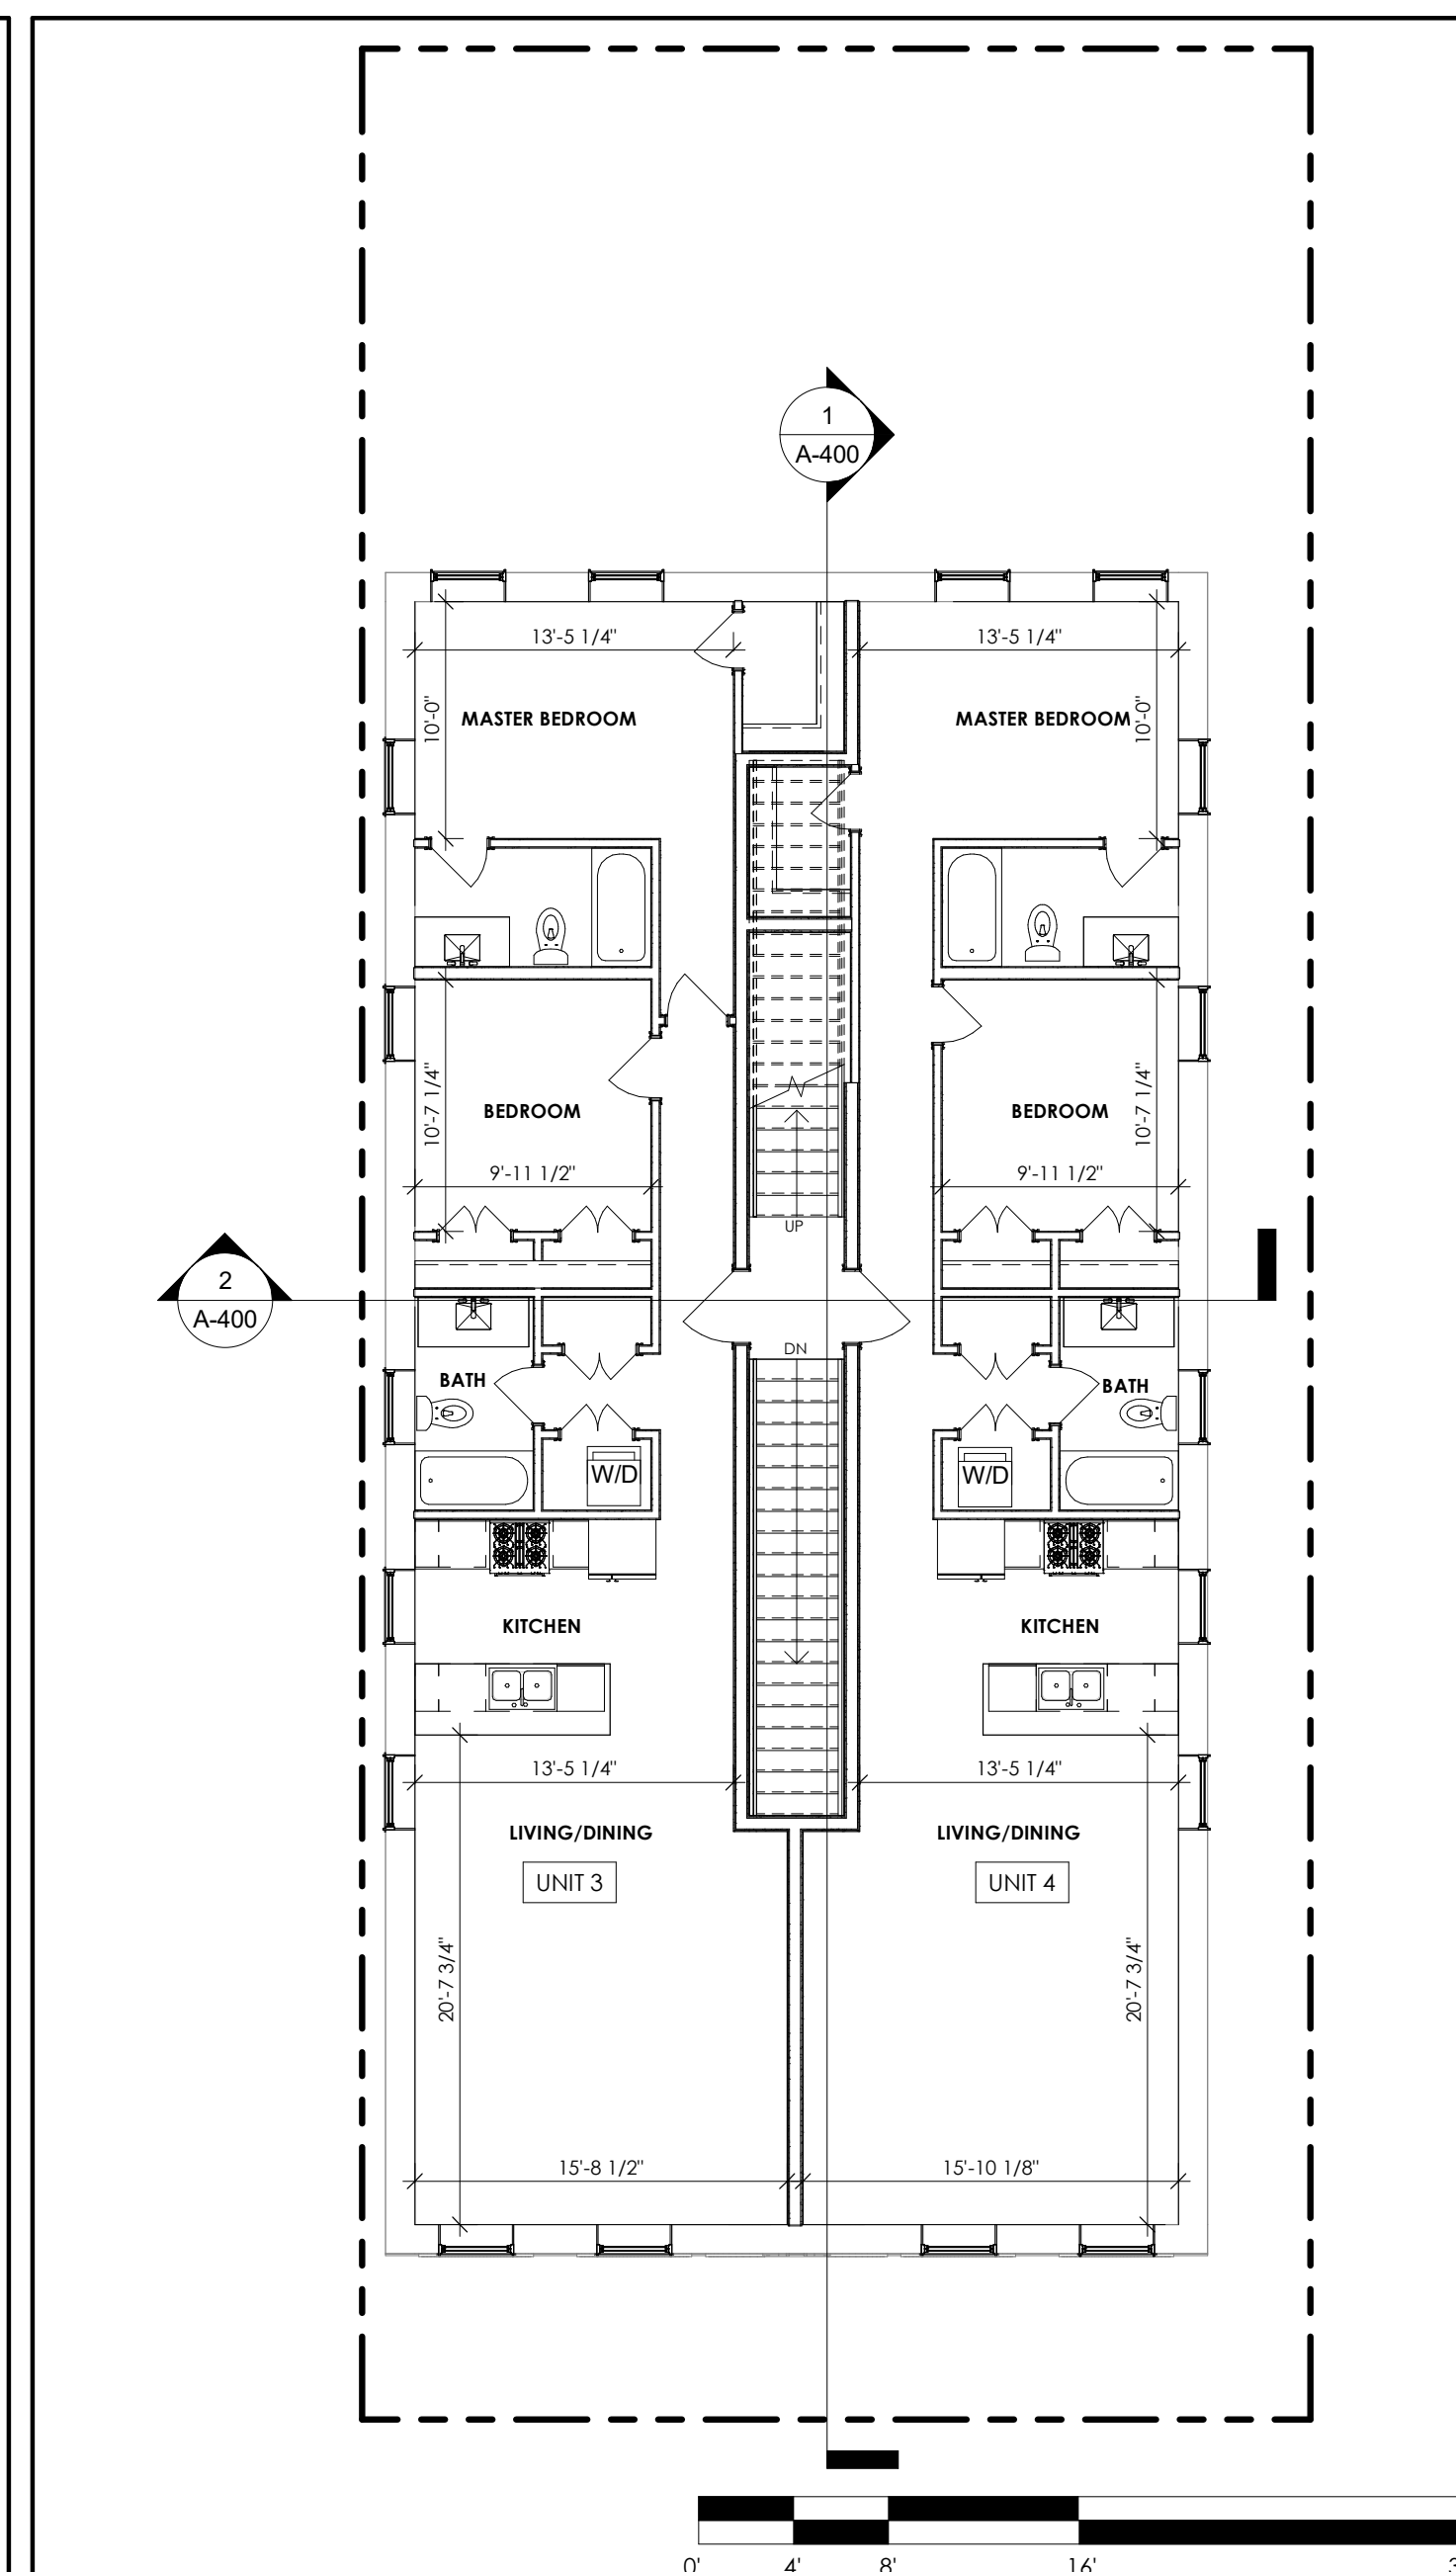 1
A-400
13'-5 1/4"
13'-5 1/4"
10'-0"
MASTER BEDROOM
MASTER BEDROOM
10'-0"
10'-7 1/4"
BEDROOM
BEDROOM
10'-7 1/4"
9'-11 1/2"
9'-11 1/2"
UP
2
A-400
DN
BATH
BATH
W/D
W/D
KITCHEN
KITCHEN
13'-5 1/4"
13'-5 1/4"
LIVING/DINING
LIVING/DINING
UNIT 3
UNIT 4
20'-7 3/4"
20'-7 3/4"
15'-8 1/2"
15'-10 1/8"
0' 4' 8' 16'